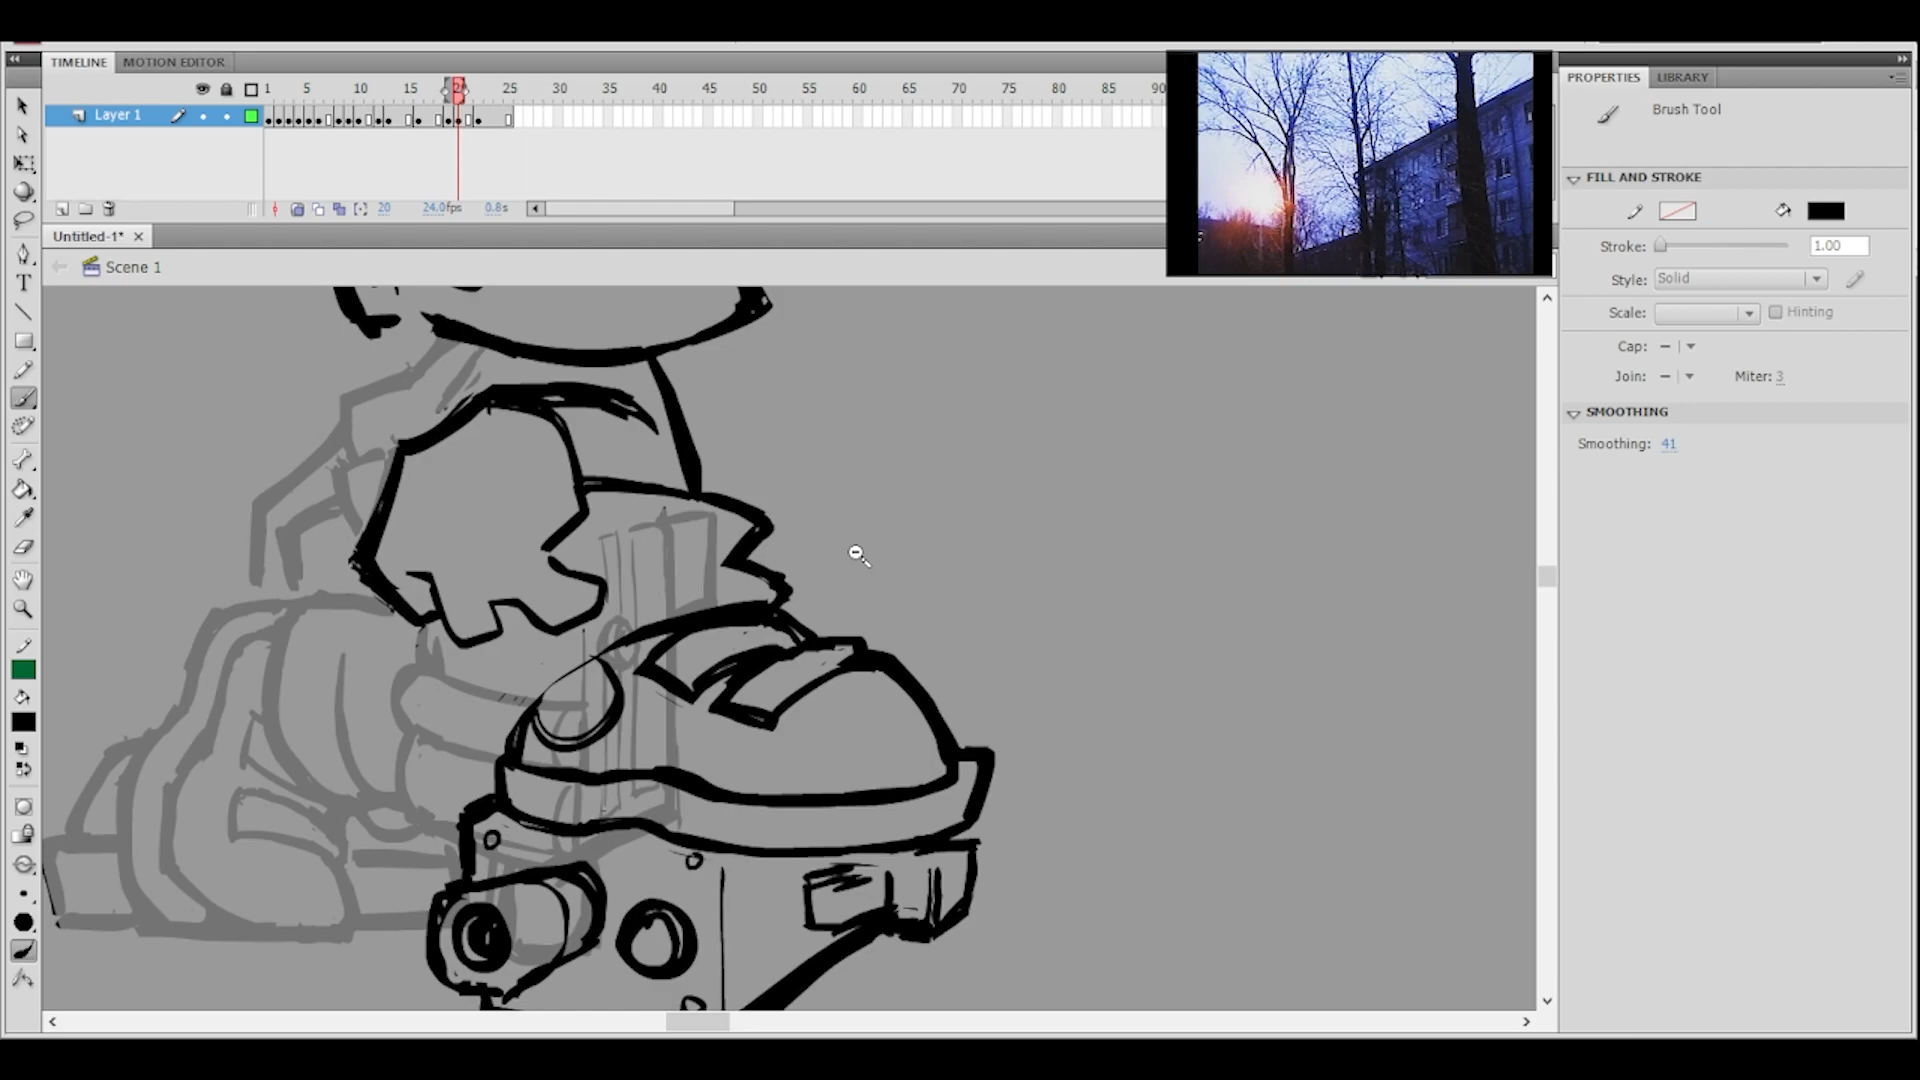 TIMELINE MOTION EDITOR
PROPERTIES LIBRARY
1 5 10 15 25 30 35 40 45 50 55 60 65 70 75 80 85 90
Brush Tool
Layer 1
FILL AND STROKE
20 24.0fps 0.8s
Untitled-1*
Stroke: 1.00
Scene 1
Style: Solid
Scale: Hinting
Cap:
Join: Miter: 3
SMOOTHING
Smoothing: 41
T